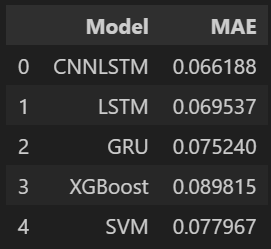 Model MAE
0 CNNLSTM 0.066188
1 LSTM 0.069537
2 GRU 0.075240
3 XGBoost 0.089815
4 SVM 0.077967